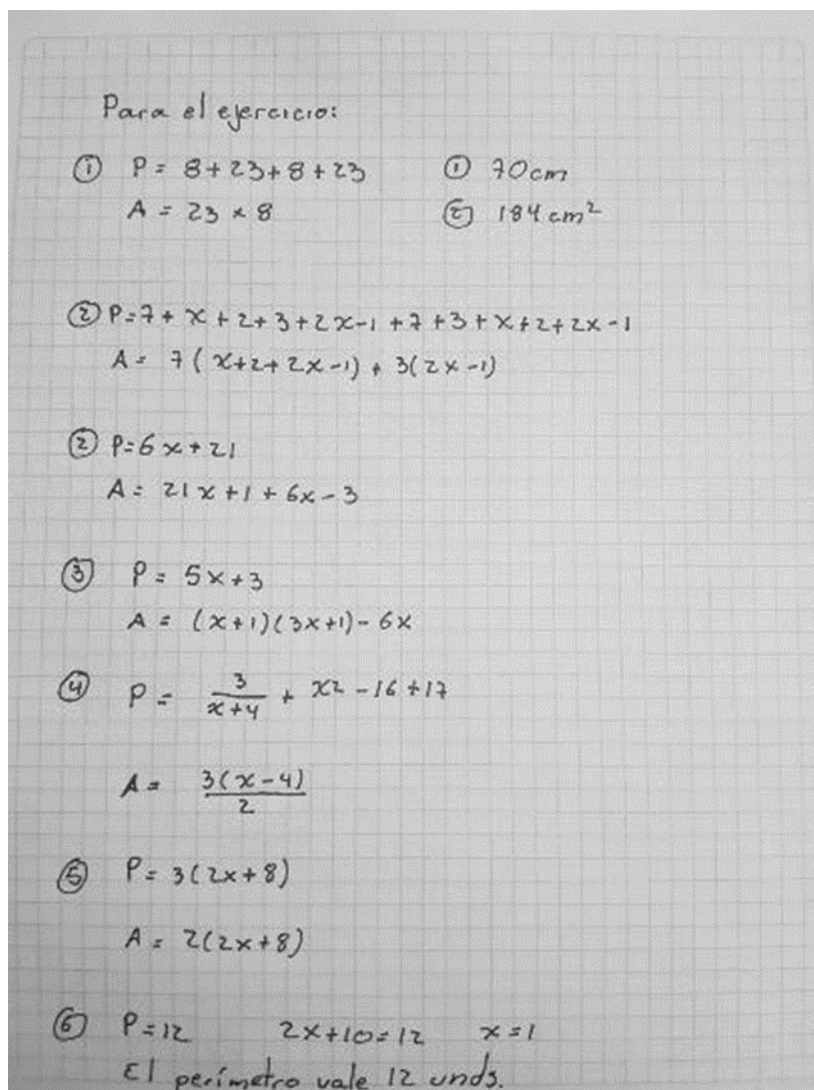 Para el ejercicio:
① P = 8+23+8+23 ① 70cm
A = 23 × 8 ② 184 cm²
② P=7+x+2+3+2x-1+7+3+x+2+2x-1
A = 7(x+2+2x-1)+3(2x-1)
② P=6x+21
A = 21x+1+6x-3
③ P = 5x+3
A = (x+1)(3x+1)-6x
④ P = 3/(x+4) + x2 -16+17
A = 3(x-4)/2
⑤ P = 3(2x+8)
A = 2(2x+8)
⑥ P=12 2x+10=12 x=1
El perímetro vale 12 unds.